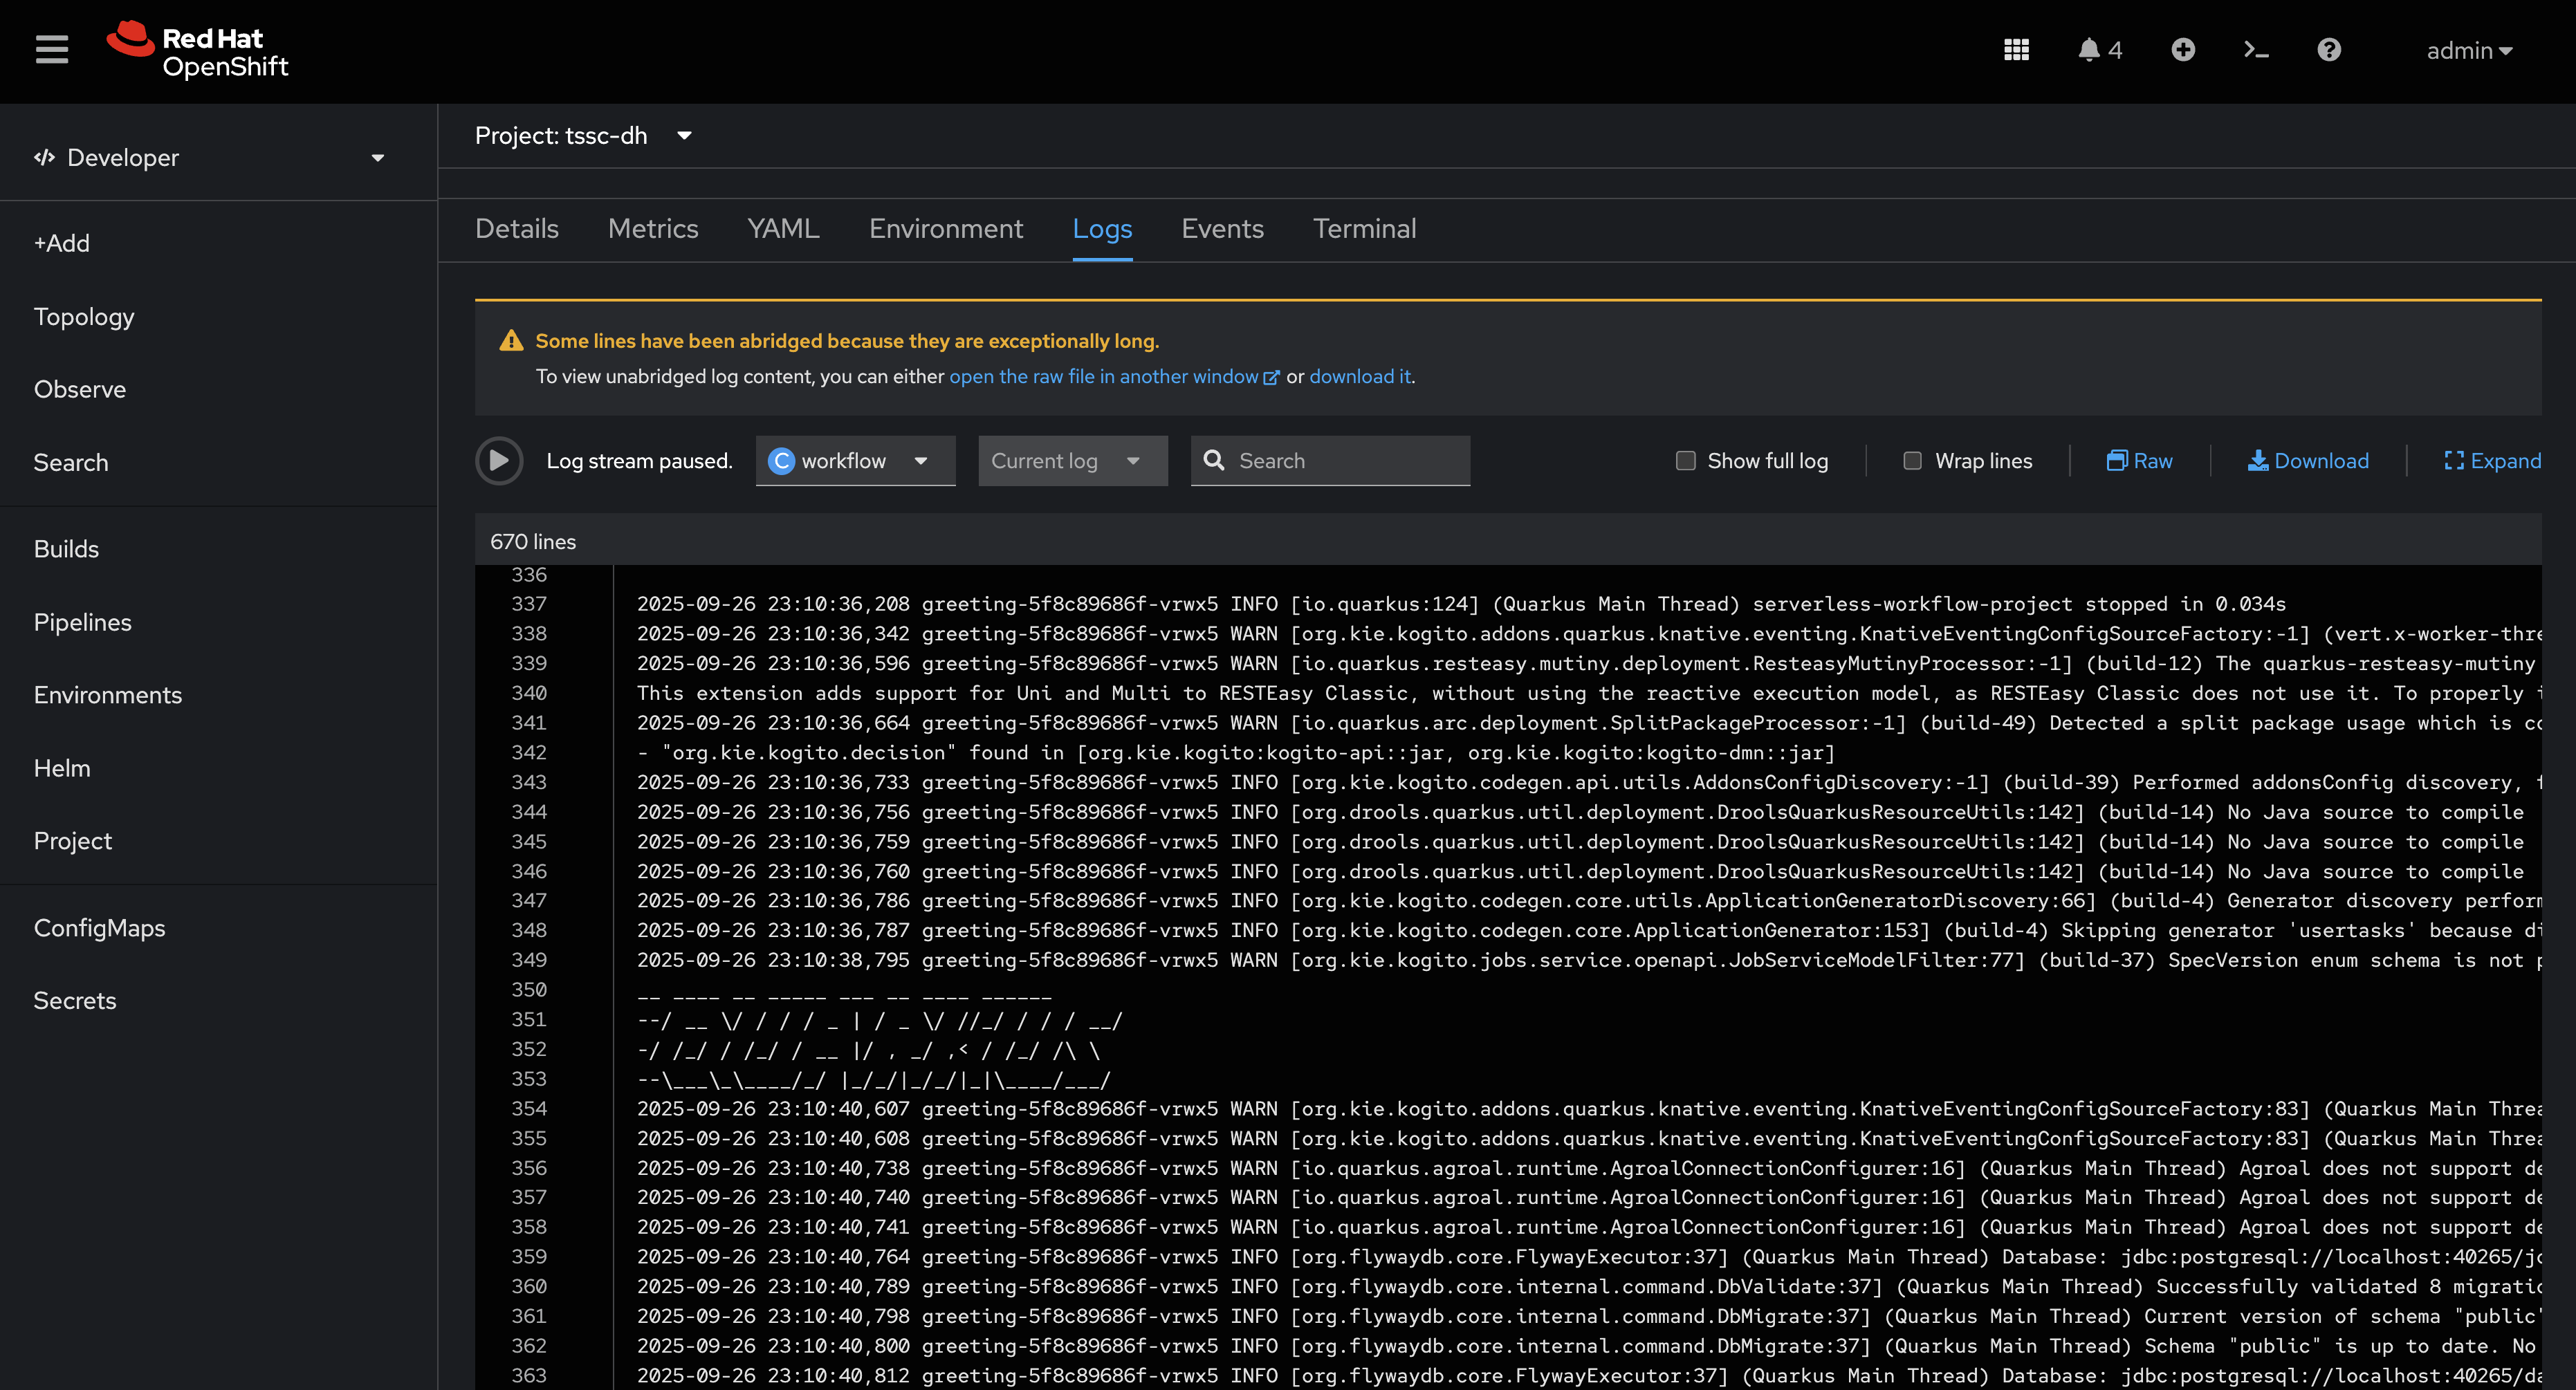 Red Hat
OpenShift
4
admin
Developer
+Add
Topology
Observe
Search
Builds
Pipelines
Environments
Helm
Project
ConfigMaps
Secrets
Project: tssc-dh
Details Metrics YAML Environment Logs Events Terminal
Some lines have been abridged because they are exceptionally long.
To view unabridged log content, you can either open the raw file in another window or download it.
Log stream paused. C workflow Current log Search Show full log Wrap lines Raw Download Expand
670 lines
336
337 2025-09-26 23:10:36,208 greeting-5f8c89686f-vrwx5 INFO [io.quarkus:124] (Quarkus Main Thread) serverless-workflow-project stopped in 0.034s
338 2025-09-26 23:10:36,342 greeting-5f8c89686f-vrwx5 WARN [org.kie.kogito.addons.quarkus.knative.eventing.KnativeEventingConfigSourceFactory:-1] (vert.x-worker-thre
339 2025-09-26 23:10:36,596 greeting-5f8c89686f-vrwx5 WARN [io.quarkus.resteasy.mutiny.deployment.ResteasyMutinyProcessor:-1] (build-12) The quarkus-resteasy-mutiny
340 This extension adds support for Uni and Multi to RESTEasy Classic, without using the reactive execution model, as RESTEasy Classic does not use it. To properly
341 2025-09-26 23:10:36,664 greeting-5f8c89686f-vrwx5 WARN [io.quarkus.arc.deployment.SplitPackageProcessor:-1] (build-49) Detected a split package usage which is co
342 - "org.kie.kogito.decision" found in [org.kie.kogito:kogito-api::jar, org.kie.kogito:kogito-dmn::jar]
343 2025-09-26 23:10:36,733 greeting-5f8c89686f-vrwx5 INFO [org.kie.kogito.codegen.api.utils.AddonsConfigDiscovery:-1] (build-39) Performed addonsConfig discovery, f
344 2025-09-26 23:10:36,756 greeting-5f8c89686f-vrwx5 INFO [org.drools.quarkus.util.deployment.DroolsQuarkusResourceUtils:142] (build-14) No Java source to compile
345 2025-09-26 23:10:36,759 greeting-5f8c89686f-vrwx5 INFO [org.drools.quarkus.util.deployment.DroolsQuarkusResourceUtils:142] (build-14) No Java source to compile
346 2025-09-26 23:10:36,760 greeting-5f8c89686f-vrwx5 INFO [org.drools.quarkus.util.deployment.DroolsQuarkusResourceUtils:142] (build-14) No Java source to compile
347 2025-09-26 23:10:36,786 greeting-5f8c89686f-vrwx5 INFO [org.kie.kogito.codegen.core.utils.ApplicationGeneratorDiscovery:66] (build-4) Generator discovery perform
348 2025-09-26 23:10:36,787 greeting-5f8c89686f-vrwx5 INFO [org.kie.kogito.codegen.core.ApplicationGenerator:153] (build-4) Skipping generator 'usertasks' because di
349 2025-09-26 23:10:38,795 greeting-5f8c89686f-vrwx5 WARN [org.kie.kogito.jobs.service.openapi.JobServiceModelFilter:77] (build-37) SpecVersion enum schema is not p
350 __ ____ __ _____ ___ __ ____ ______
351 --/ __ \/ / / / _ | / _ \/ //_/ / / / __/
352 -/ /_/ / /_/ / __ |/ , _/ ,< / /_/ /\ \
353 --\___\_\____/_/ |_/_/|_/_/|_|\____/___/
354 2025-09-26 23:10:40,607 greeting-5f8c89686f-vrwx5 WARN [org.kie.kogito.addons.quarkus.knative.eventing.KnativeEventingConfigSourceFactory:83] (Quarkus Main Threa
355 2025-09-26 23:10:40,608 greeting-5f8c89686f-vrwx5 WARN [org.kie.kogito.addons.quarkus.knative.eventing.KnativeEventingConfigSourceFactory:83] (Quarkus Main Threa
356 2025-09-26 23:10:40,738 greeting-5f8c89686f-vrwx5 WARN [io.quarkus.agroal.runtime.AgroalConnectionConfigurer:16] (Quarkus Main Thread) Agroal does not support de
357 2025-09-26 23:10:40,740 greeting-5f8c89686f-vrwx5 WARN [io.quarkus.agroal.runtime.AgroalConnectionConfigurer:16] (Quarkus Main Thread) Agroal does not support de
358 2025-09-26 23:10:40,741 greeting-5f8c89686f-vrwx5 WARN [io.quarkus.agroal.runtime.AgroalConnectionConfigurer:16] (Quarkus Main Thread) Agroal does not support de
359 2025-09-26 23:10:40,764 greeting-5f8c89686f-vrwx5 INFO [org.flywaydb.core.FlywayExecutor:37] (Quarkus Main Thread) Database: jdbc:postgresql://localhost:40265/jo
360 2025-09-26 23:10:40,789 greeting-5f8c89686f-vrwx5 INFO [org.flywaydb.core.internal.command.DbValidate:37] (Quarkus Main Thread) Successfully validated 8 migratio
361 2025-09-26 23:10:40,798 greeting-5f8c89686f-vrwx5 INFO [org.flywaydb.core.internal.command.DbMigrate:37] (Quarkus Main Thread) Current version of schema "public"
362 2025-09-26 23:10:40,800 greeting-5f8c89686f-vrwx5 INFO [org.flywaydb.core.internal.command.DbMigrate:37] (Quarkus Main Thread) Schema "public" is up to date. No
363 2025-09-26 23:10:40,812 greeting-5f8c89686f-vrwx5 INFO [org.flywaydb.core.FlywayExecutor:37] (Quarkus Main Thread) Database: jdbc:postgresql://localhost:40265/da